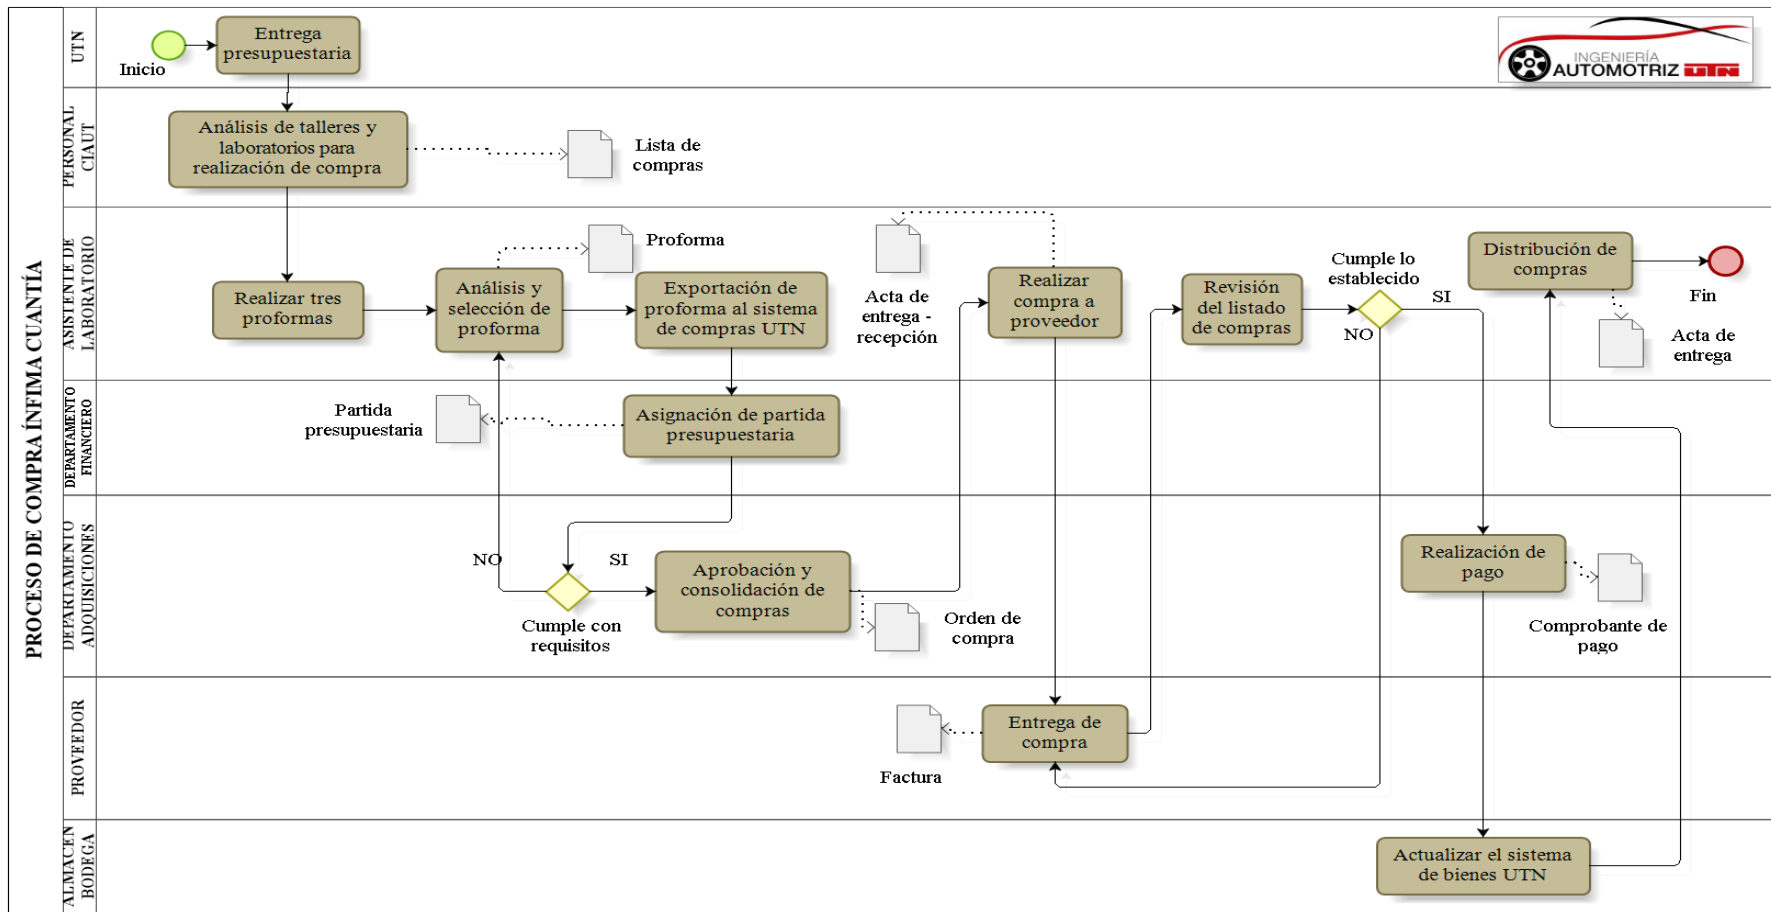 PROCESO DE COMPRA ÍNFIMA CUANTÍA
UTN
Inicio
Entrega
presupuestaria
INGENIERÍA
AUTOMOTRIZ UTN
PERSONAL
CIAUT
Análisis de talleres y
laboratorios para
realización de compra
Lista de
compras
ASISTENTE DE
LABORATORIO
Realizar tres
proformas
Análisis y
selección de
proforma
Proforma
Exportación de
proforma al sistema
de compras UTN
Acta de
entrega -
recepción
Realizar
compra a
proveedor
Revisión
del listado
de compras
Cumple lo
establecido
SI
NO
Distribución de
compras
Fin
Acta de
entrega
DEPARTAMENTO
FINANCIERO
Partida
presupuestaria
Asignación de partida
presupuestaria
DEPARTAMENTO
ADQUISICIONES
NO
SI
Cumple con
requisitos
Aprobación y
consolidación de
compras
Orden de
compra
Realización de
pago
Comprobante de
pago
PROVEEDOR
Factura
Entrega de
compra
ALMACEN
BODEGA
Actualizar el sistema
de bienes UTN